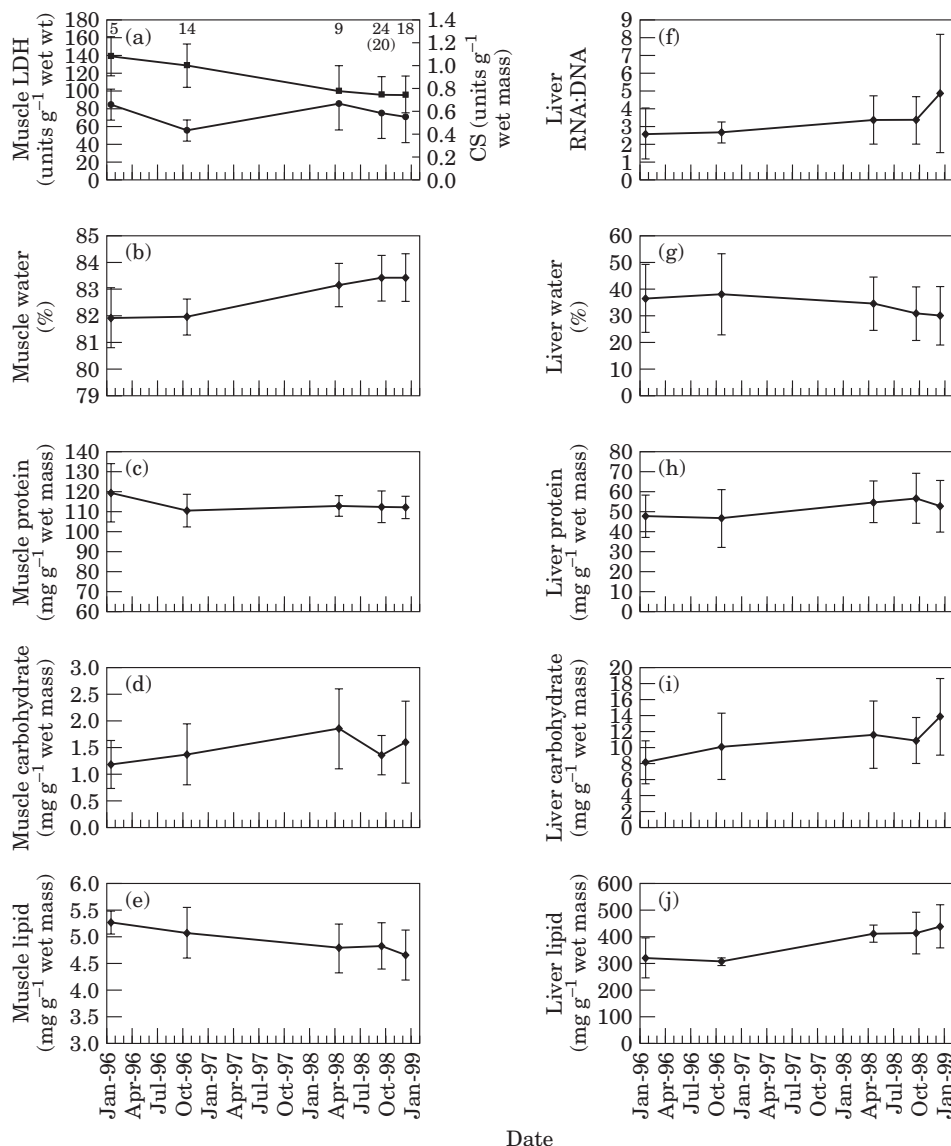 180
160
140
120
100
80
60
40
20
0
Muscle LDH
(units g⁻¹ wet wt)
(a)
5
14
9
24
(20)
18
1.4
1.2
1.0
0.8
0.6
0.4
0.2
0.0
CS (units g⁻¹
wet mass)
9
8
7
6
5
4
3
2
1
0
Liver
RNA:DNA
(f)
85
84
83
82
81
80
79
Muscle water
(%)
(b)
60
50
40
30
20
10
0
Liver water
(%)
(g)
140
130
120
110
100
90
80
70
60
Muscle protein
(mg g⁻¹ wet mass)
(c)
80
70
60
50
40
30
20
10
0
Liver protein
(mg g⁻¹ wet mass)
(h)
3.0
2.5
2.0
1.5
1.0
0.5
0.0
Muscle carbohydrate
(mg g⁻¹ wet mass)
(d)
20
18
16
14
12
10
8
6
4
2
0
Liver carbohydrate
(mg g⁻¹ wet mass)
(i)
6.0
5.5
5.0
4.5
4.0
3.5
3.0
Muscle lipid
(mg g⁻¹ wet mass)
(e)
600
500
400
300
200
100
0
Liver lipid
(mg g⁻¹ wet mass)
(j)
Jan-96
Apr-96
Jul-96
Oct-96
Jan-97
Apr-97
Jul-97
Oct-97
Jan-98
Apr-98
Jul-98
Oct-98
Jan-99
Jan-96
Apr-96
Jul-96
Oct-96
Jan-97
Apr-97
Jul-97
Oct-97
Jan-98
Apr-98
Jul-98
Oct-98
Jan-99
Date